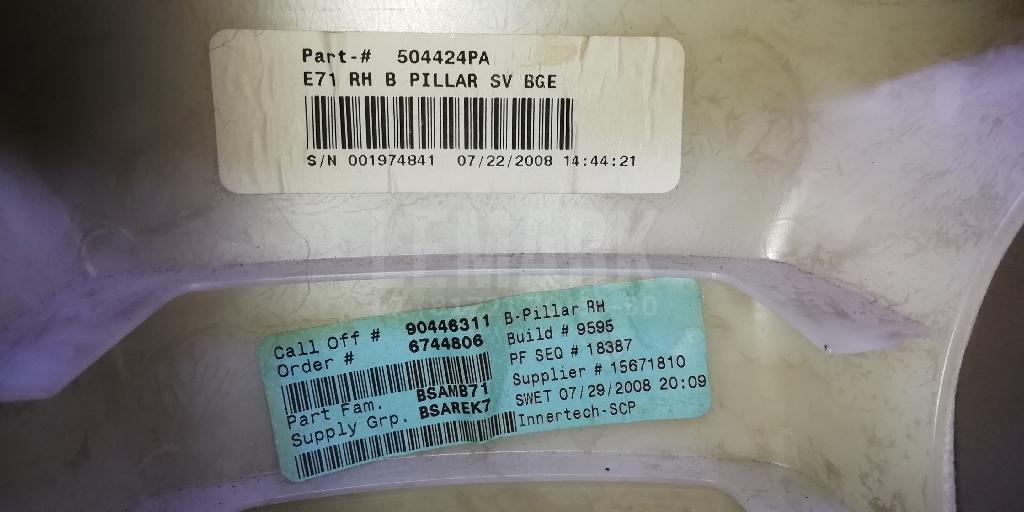 Part-# 504424PA
E71 RH B PILLAR SV BGE
S/N 001974841 07/22/2008 14:44:21
LEMARK
Call Off # 90446311
Order # 6744806
Part Fam. BSAMB71
Supply Grp. BSAREK7
B-Pillar RH
Build # 9595
PF SEQ # 18387
Supplier # 15671810
SWET 07/29/2008 20:09
Innertech-SCP